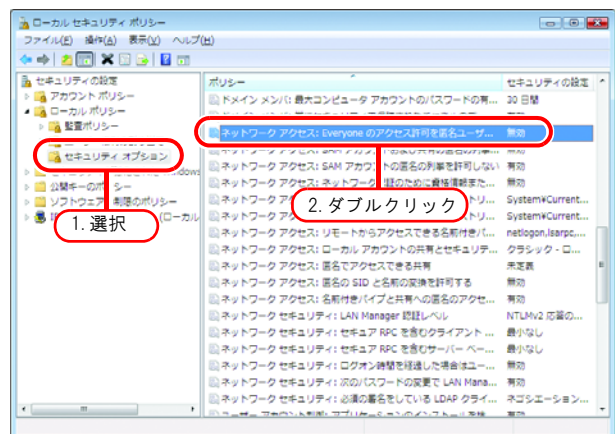 ローカル セキュリティ ポリシー
ファイル(F) 操作(A) 表示(V) ヘルプ(H)
セキュリティの設定
アカウント ポリシー
ローカル ポリシー
監査ポリシー
セキュリティ オプション
Windows
公開キーのポ シー
ソフトウェア 制限のポリシー
(ローカル
1.選択
ポリシー セキュリティの設定
ドメイン メンバ: 最大コンピュータ アカウントのパスワードの有... 30 日間
ネットワーク アクセス: Everyone のアクセス許可を匿名ユーザ... 無効
ネットワーク アクセス: SAM アカウントの匿名の列挙を許可しない 有効
ネットワーク アクセス: ネットワーク 証のために資格情報また... 無効
2.ダブルクリック
トリ... System¥Current...
トリ... System¥Current...
ネットワーク アクセス: リモートからアクセスできる名前付きパ... netlogon,lsarpc,...
ネットワーク アクセス: ローカル アカウントの共有とセキュリテ... クラシック - ロ...
ネットワーク アクセス: 匿名でアクセスできる共有 未定義
ネットワーク アクセス: 匿名の SID と名前の変換を許可する 無効
ネットワーク アクセス: 名前付きパイプと共有への匿名のアクセ... 有効
ネットワーク セキュリティ: LAN Manager 認証レベル NTLMv2 応答の...
ネットワーク セキュリティ: セキュア RPC を含むクライアント ... 最小なし
ネットワーク セキュリティ: セキュア RPC を含むサーバー ベー... 最小なし
ネットワーク セキュリティ: ログオン時間を経過した場合はユー... 無効
ネットワーク セキュリティ: 次のパスワードの変更で LAN Mana... 有効
ネットワーク セキュリティ: 必須の署名をしている LDAP クライ... ネゴシエーション...